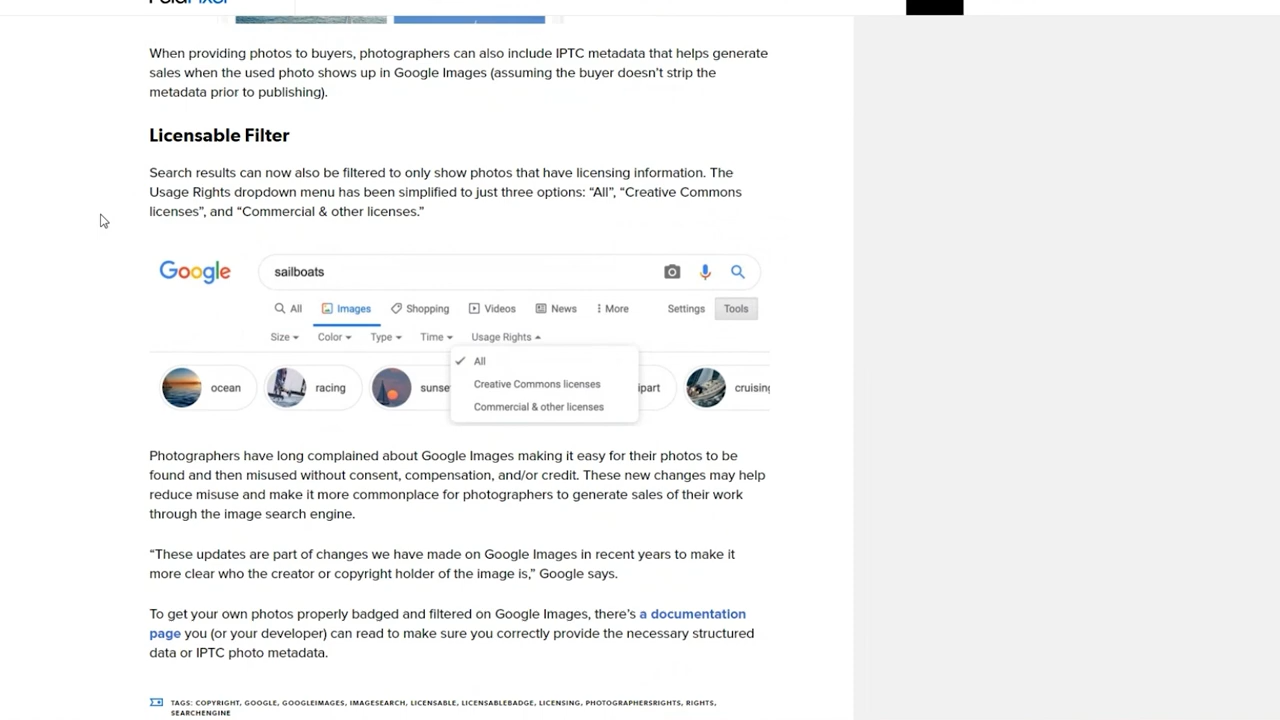 When providing photos to buyers, photographers can also include IPTC metadata that helps generate
sales when the used photo shows up in Google Images (assuming the buyer doesn’t strip the
metadata prior to publishing).
Licensable Filter
Search results can now also be filtered to only show photos that have licensing information. The
Usage Rights dropdown menu has been simplified to just three options: “All”, “Creative Commons
licenses”, and “Commercial & other licenses.”
Google sailboats
All Images Shopping Videos News More Settings Tools
Size Color Type Time Usage Rights
All
Creative Commons licenses
Commercial & other licenses
ocean racing sunse ipart cruising
Photographers have long complained about Google Images making it easy for their photos to be
found and then misused without consent, compensation, and/or credit. These new changes may help
reduce misuse and make it more commonplace for photographers to generate sales of their work
through the image search engine.
“These updates are part of changes we have made on Google Images in recent years to make it
more clear who the creator or copyright holder of the image is,” Google says.
To get your own photos properly badged and filtered on Google Images, there’s a documentation
page you (or your developer) can read to make sure you correctly provide the necessary structured
data or IPTC photo metadata.
TAGS: COPYRIGHT, GOOGLE, GOOGLEIMAGES, IMAGESEARCH, LICENSABLE, LICENSABLEBADGE, LICENSING, PHOTOGRAPHERSRIGHTS, RIGHTS,
SEARCHENGINE